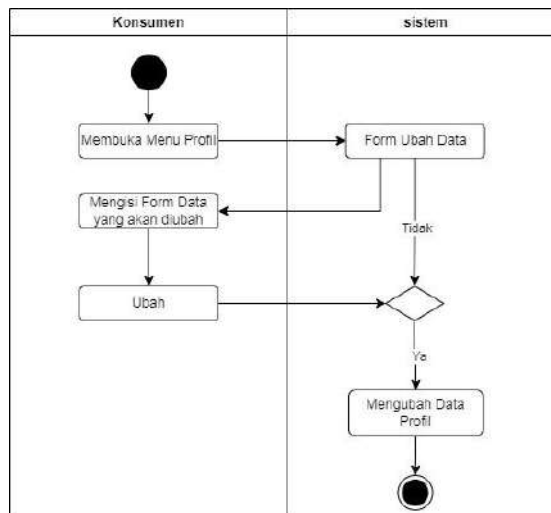 Konsumen
sistem
Membuka Menu Profil
Form Ubah Data
Mengisi Form Data
yang akan diubah
Tidak
Ubah
Ya
Mengubah Data
Profil